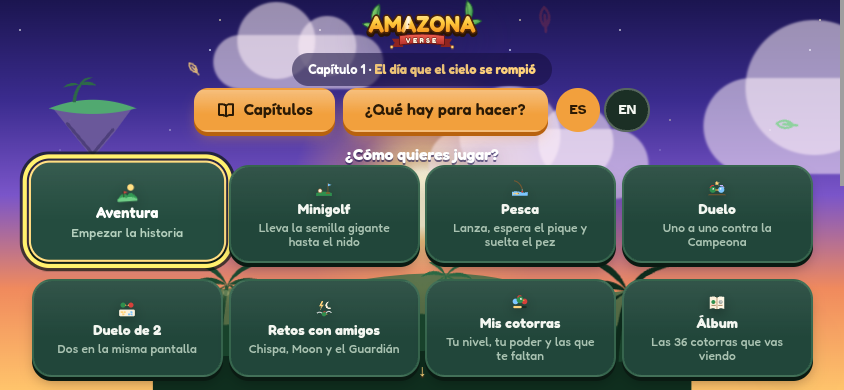 AMAZONA
VERSE
Capítulo 1 · El día que el cielo se rompió
Capítulos
¿Qué hay para hacer?
ES
EN
¿Cómo quieres jugar?
Aventura
Empezar la historia
Minigolf
Lleva la semilla gigante
hasta el nido
Pesca
Lanza, espera el pique y
suelta el pez
Duelo
Uno a uno contra la
Campeona
Duelo de 2
Dos en la misma pantalla
Retos con amigos
Chispa, Moon y el Guardián
Mis cotorras
Tu nivel, tu poder y las que
te faltan
Álbum
Las 36 cotorras que vas
viendo
↓